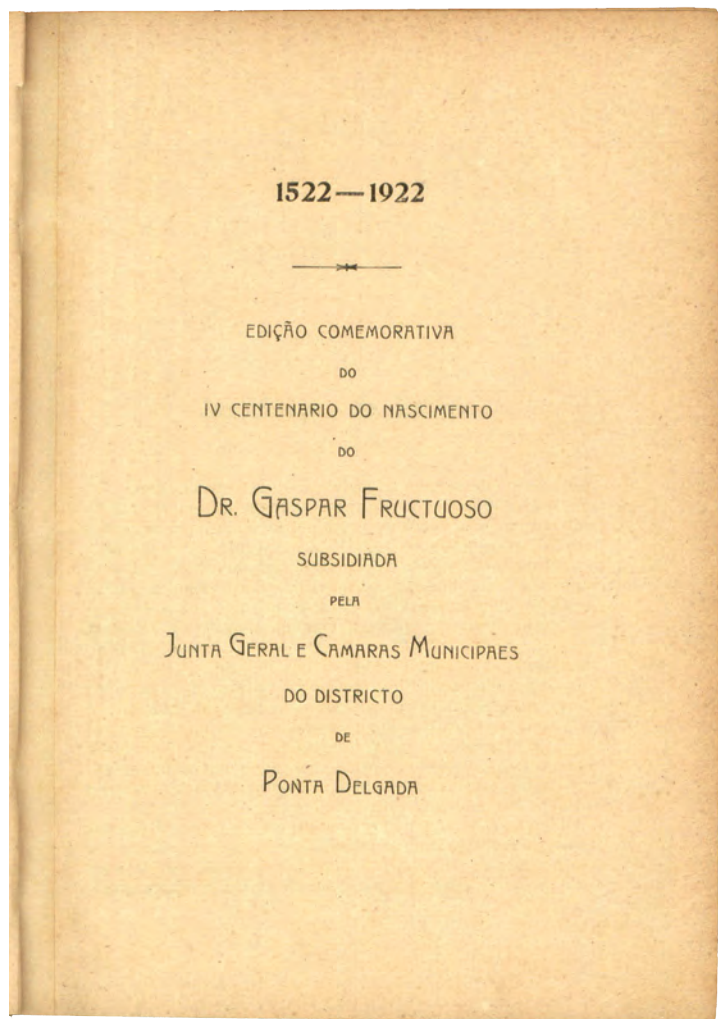 1522—1922
EDIÇÃO COMEMORATIVA
DO
IV CENTENARIO DO NASCIMENTO
DO
DR. GASPAR FRUCTUOSO
SUBSIDIADA
PELA
JUNTA GERAL E CAMARAS MUNICIPAES
DO DISTRICTO
DE
PONTA DELGADA